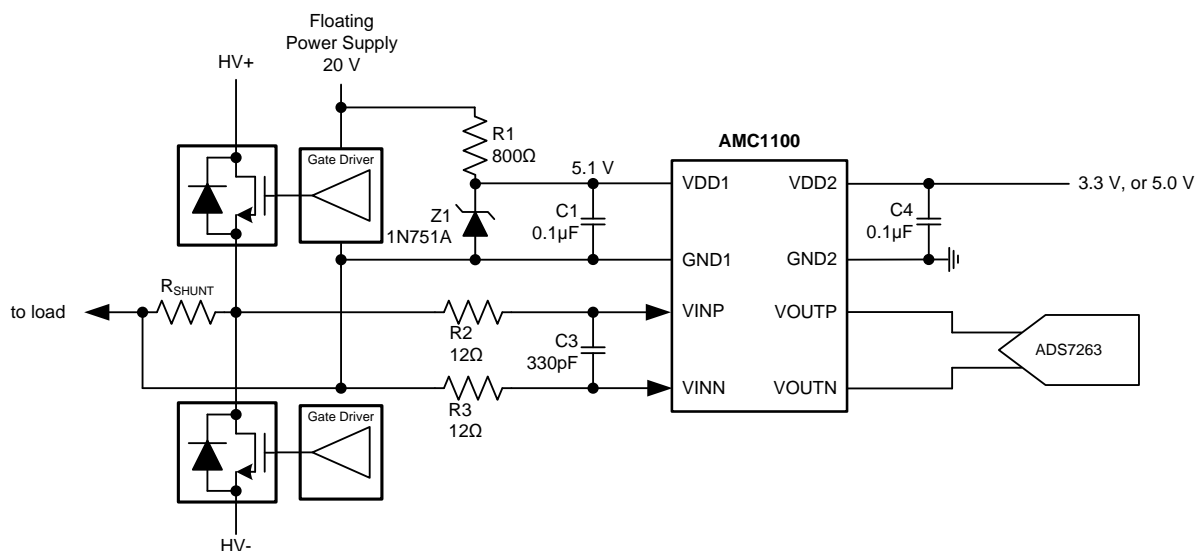 Floating
Power Supply
20 V
HV+
Gate Driver
R1
800Ω
5.1 V
Z1
1N751A
C1
0.1µF
AMC1100
VDD1
VDD2
GND1
GND2
VINP
VOUTP
VINN
VOUTN
3.3 V, or 5.0 V
C4
0.1µF
RSHUNT
to load
R2
12Ω
C3
330pF
R3
12Ω
ADS7263
Gate Driver
HV-